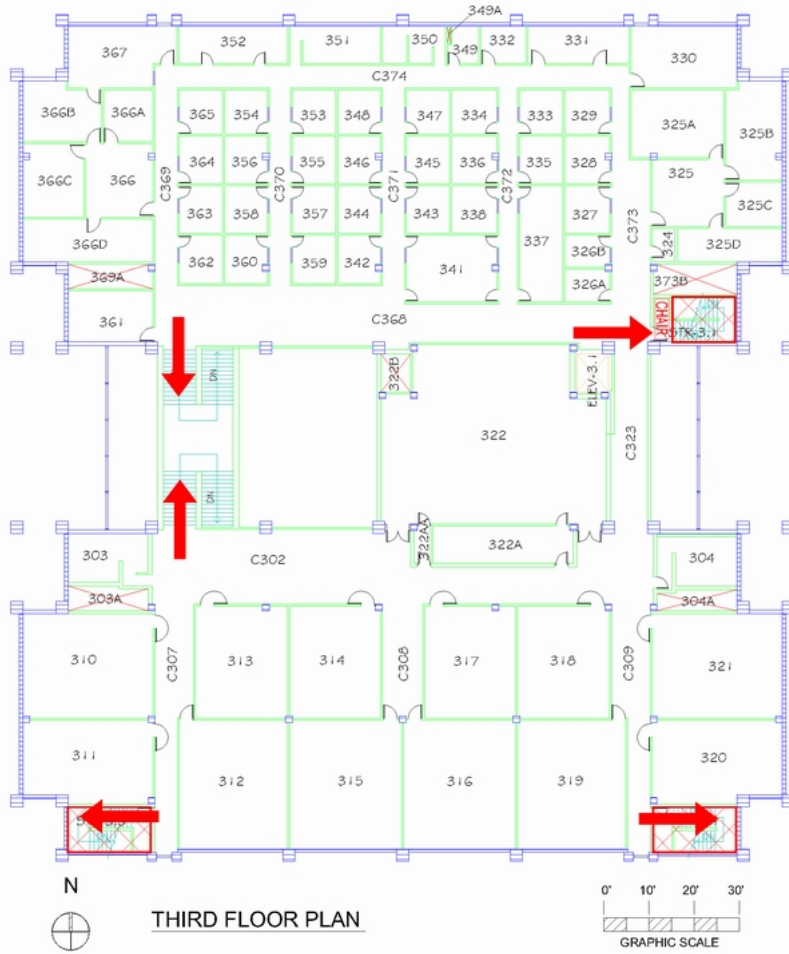 349A
352 351 350 349 332 331
367 330
C374
366B 366A 365 354 353 348 347 334 333 329 325A 325B
366C 366 364 356 355 346 345 336 335 328 325
C369 C370 C371 C372 C373
363 358 357 344 343 338 337 327 325C
366D 362 360 359 342 341 326B 324 325D
369A 326A 373B
361 C368 CHAIR STR-3.1
DN 322B ELEV-3.1
322 C323
DN
303 C302 322AA 322A 304
303A 304A
310 C307 313 314 C308 317 318 C309 321
311 312 315 316 319 320
N
THIRD FLOOR PLAN
0' 10' 20' 30'
GRAPHIC SCALE